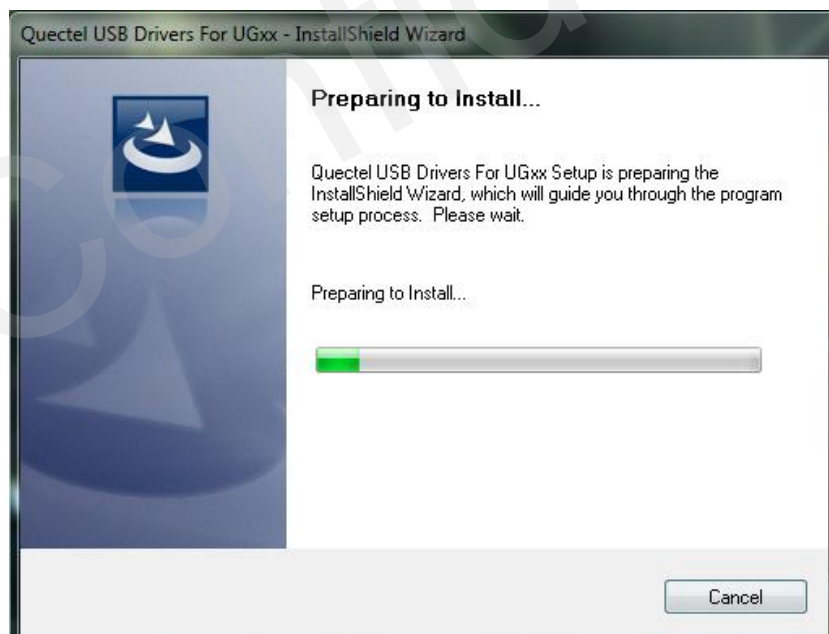 Quectel USB Drivers For UGxx - InstallShield Wizard
Preparing to Install...
Quectel USB Drivers For UGxx Setup is preparing the
InstallShield Wizard, which will guide you through the program
setup process. Please wait.
Preparing to Install...
Cancel